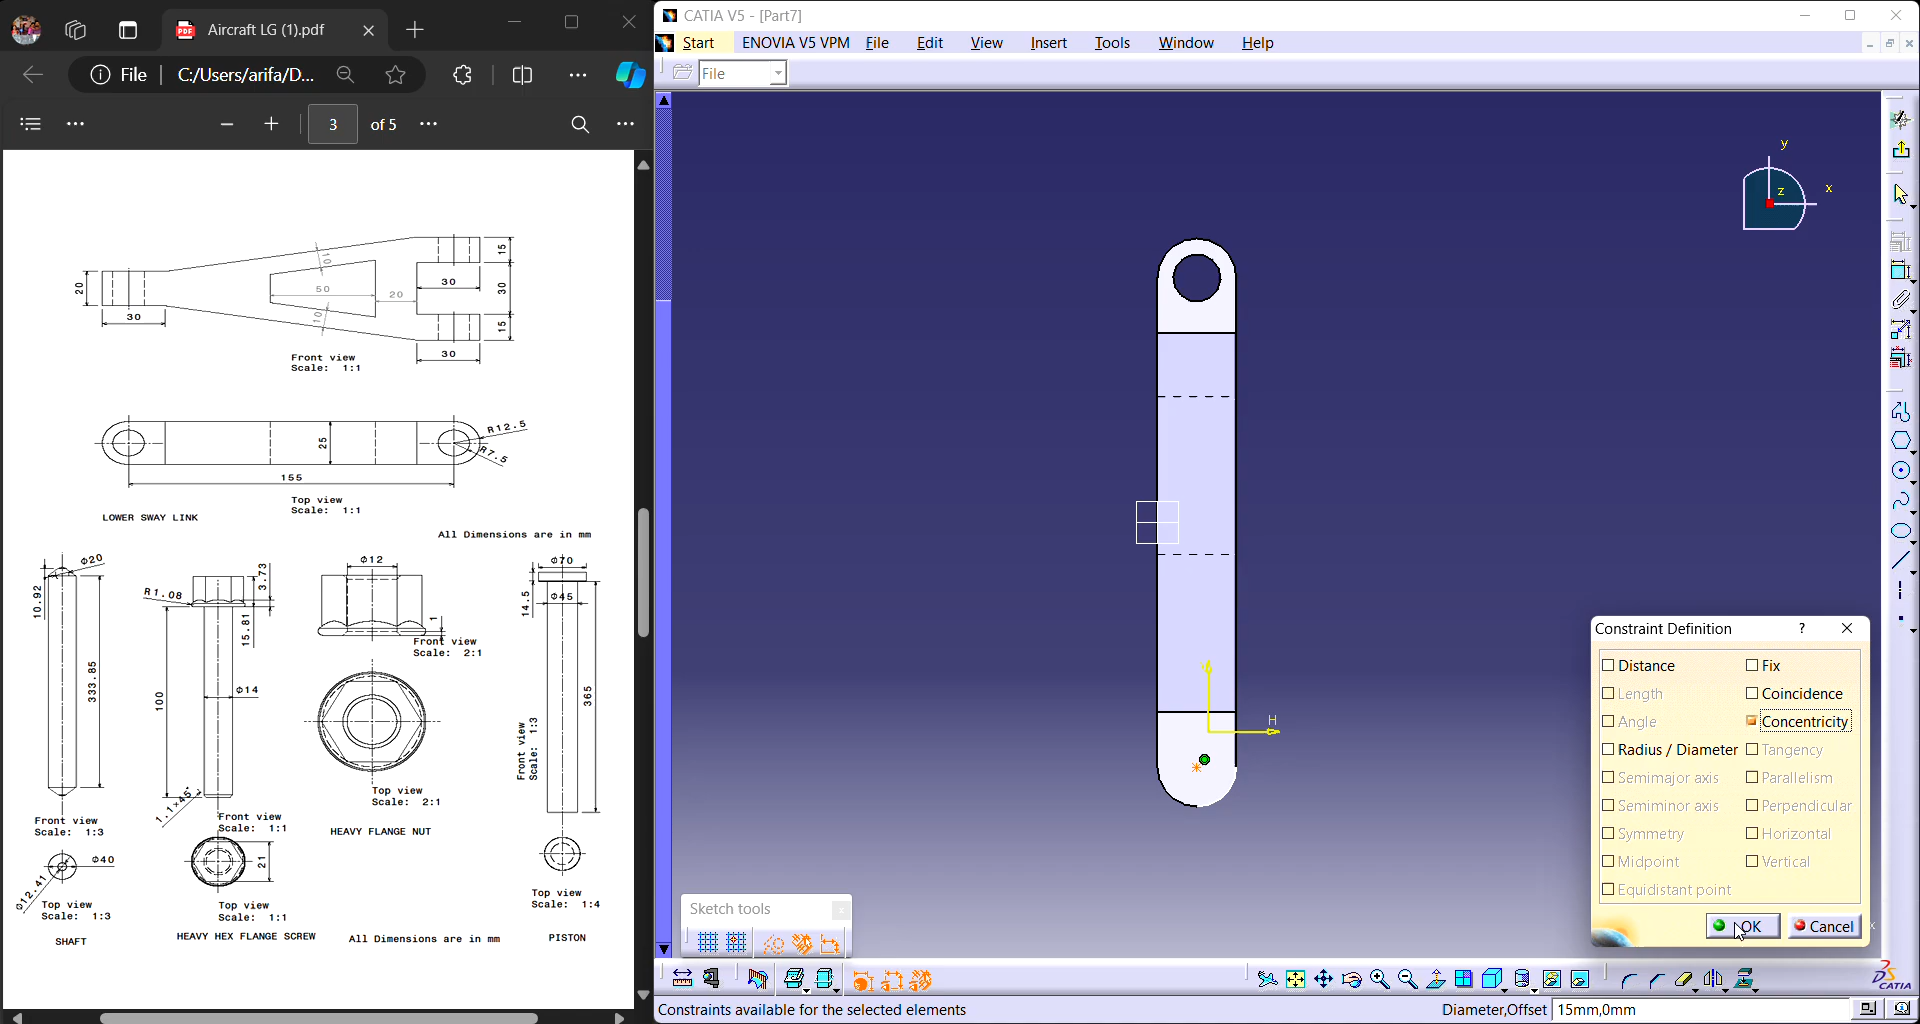 Aircraft LG (1).pdf
File
C:/Users/arifa/D...
3
of 5
15
10
20
50
20
30
30
30
10
15
30
Front view
Scale: 1:1
R12.5
25
R7.5
155
Top view
Scale: 1:1
LOWER SWAY LINK
All Dimensions are in mm
Φ20
10.92
333.85
Front view
Scale: 1:3
Φ40
Φ12.41
Top view
Scale: 1:3
SHAFT
R1.08
3.73
15.81
100
Φ14
1.1×45°
Front view
Scale: 1:1
21
Top view
Scale: 1:1
HEAVY HEX FLANGE SCREW
Φ12
1
Front view
Scale: 2:1
Top view
Scale: 2:1
HEAVY FLANGE NUT
All Dimensions are in mm
Φ70
14.5
Φ45
365
Front view
Scale: 1:3
Top view
Scale: 1:4
PISTON
CATIA V5 - [Part7]
Start
ENOVIA V5 VPM
File
Edit
View
Insert
Tools
Window
Help
File
y
x
z
V
H
Constraint Definition
?
Distance
Fix
Length
Coincidence
Angle
Concentricity
Radius / Diameter
Tangency
Semimajor axis
Parallelism
Semiminor axis
Perpendicular
Symmetry
Horizontal
Midpoint
Vertical
Equidistant point
OK
Cancel
Sketch tools
x
CATIA
Constraints available for the selected elements
Diameter,Offset
15mm,0mm